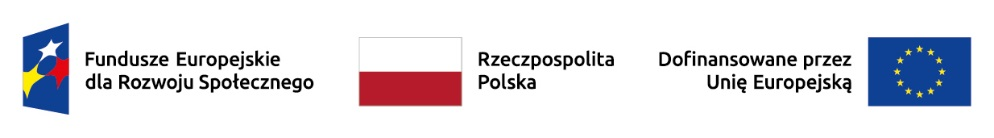 Fundusze Europejskie
dla Rozwoju Społecznego
Rzeczpospolita
Polska
Dofinansowane przez
Unię Europejską